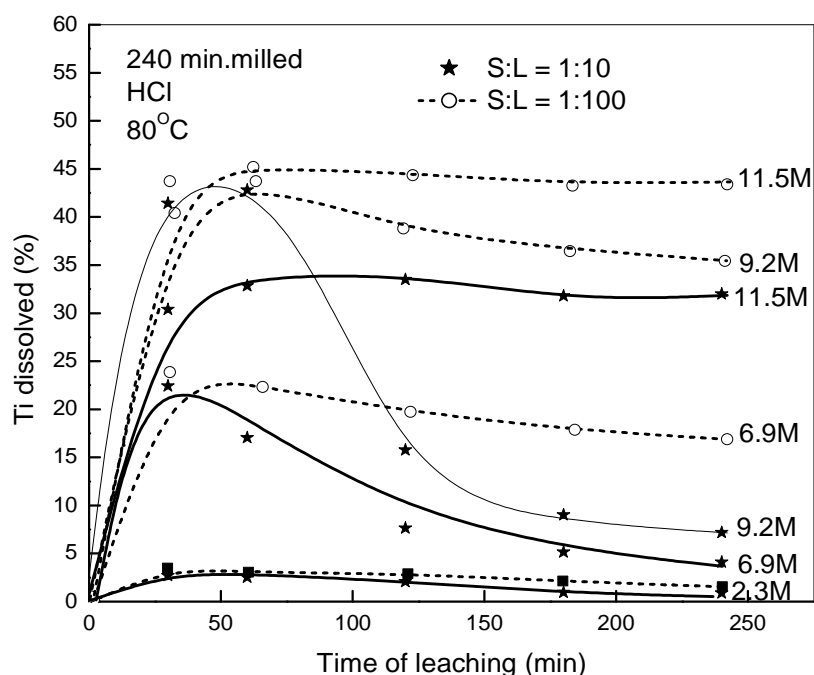 60
55
50
45
40
35
30
25
20
15
10
5
0
Ti dissolved (%)
240 min.milled
HCl
80°C
S:L = 1:10
S:L = 1:100
11.5M
9.2M
11.5M
6.9M
9.2M
6.9M
2.3M
0 50 100 150 200 250
Time of leaching (min)